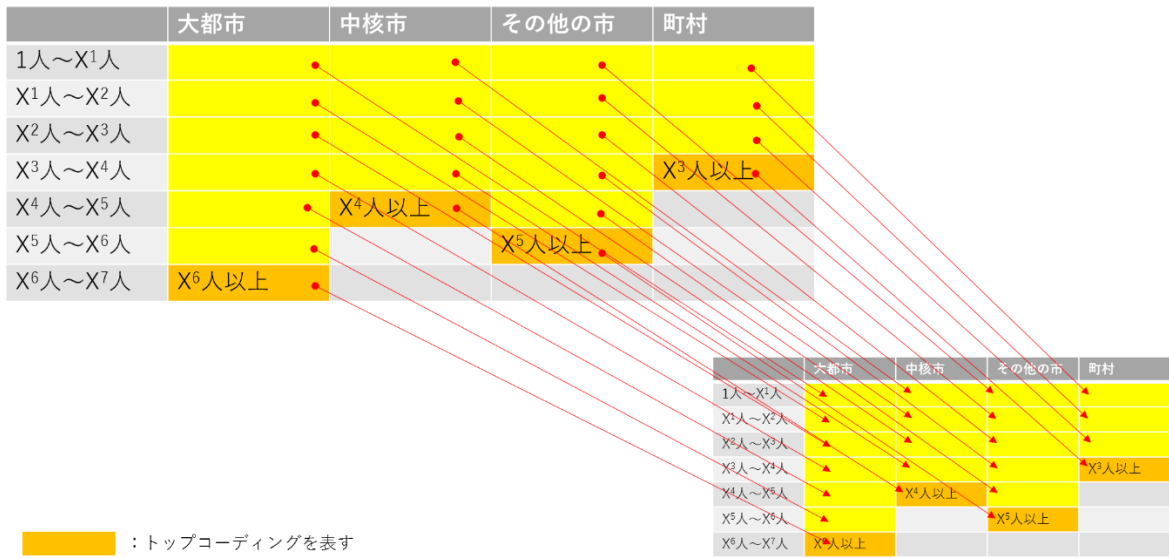 大都市 中核市 その他の市 町村
1人～X¹人
X¹人～X²人
X²人～X³人
X³人～X⁴人 X³人以上
X⁴人～X⁵人 X⁴人以上
X⁵人～X⁶人 X⁵人以上
X⁶人～X⁷人 X⁶人以上
大都市 中核市 その他の市 町村
1人～X¹人
X¹人～X²人
X²人～X³人
X³人～X⁴人 X³人以上
X⁴人～X⁵人 X⁴人以上
X⁵人～X⁶人 X⁵人以上
X⁶人～X⁷人 X⁶人以上
：トップコーディングを表す